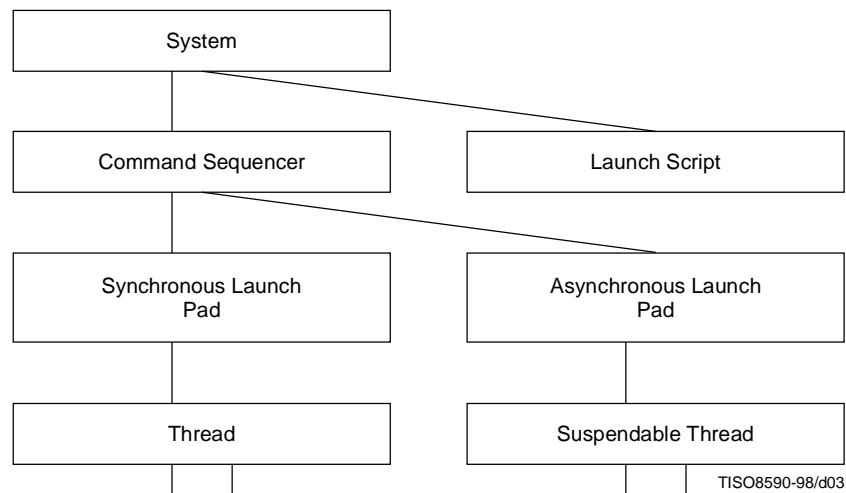 System
Command Sequencer
Launch Script
Synchronous Launch
Pad
Asynchronous Launch
Pad
Thread
Suspendable Thread
TISO8590-98/d03